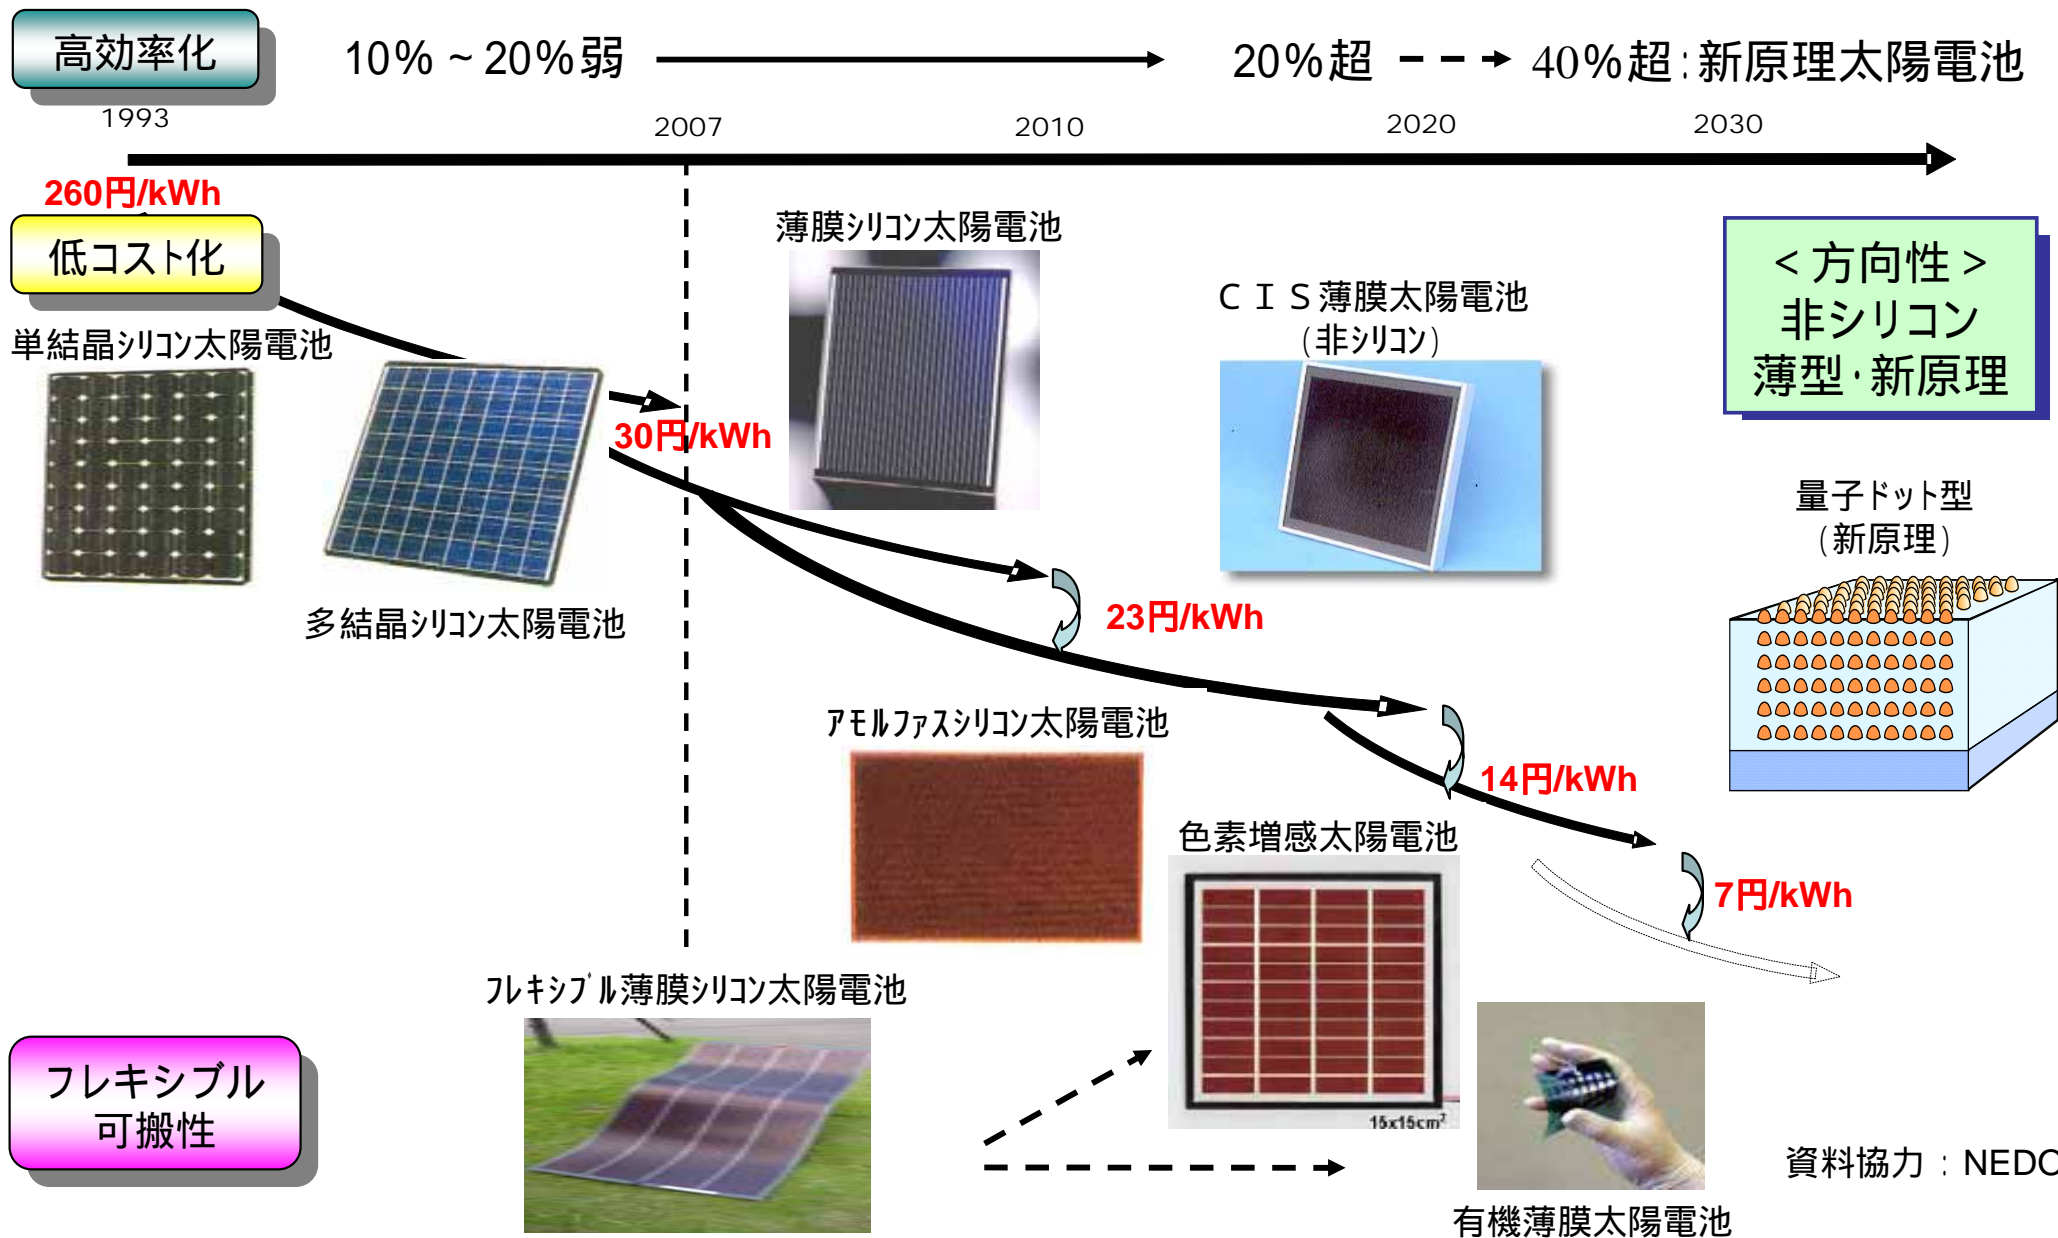 高効率化
10%~20%弱
20%超
40%超:新原理太陽電池
1993
2007
2010
2020
2030
260円/kWh
低コスト化
薄膜シリコン太陽電池
CIS薄膜太陽電池
(非シリコン)
<方向性>
非シリコン
薄型・新原理
単結晶シリコン太陽電池
30円/kWh
量子ドット型
(新原理)
多結晶シリコン太陽電池
23円/kWh
アモルファスシリコン太陽電池
14円/kWh
色素増感太陽電池
7円/kWh
フレキシブル薄膜シリコン太陽電池
フレキシブル
可搬性
15x15cm²
資料協力:NEDO
有機薄膜太陽電池